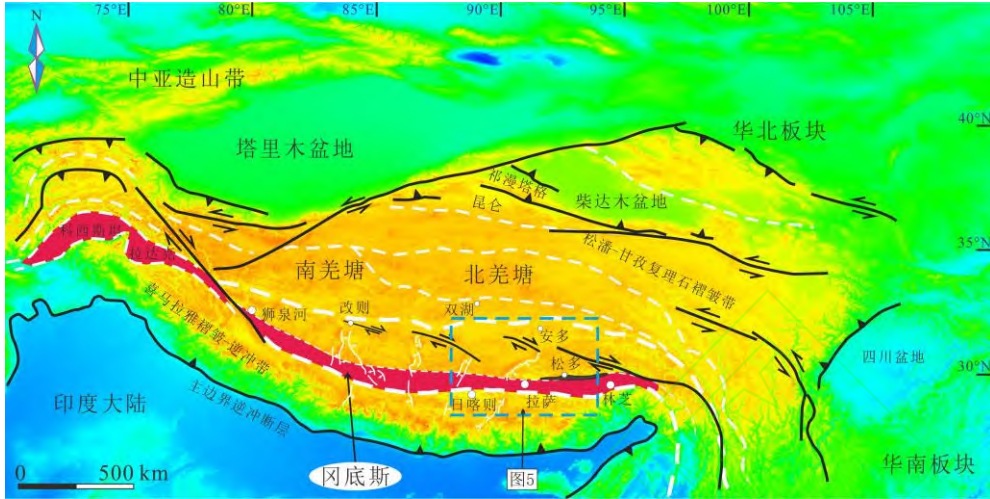 75°E 80°E 85°E 90°E 95°E 100°E 105°E
N
中亚造山带
40°N
华北板块
塔里木盆地
祁漫塔格
柴达木盆地
昆仑
科西斯坦
拉达克
松潘-甘孜复理石褶皱带
35°N
南羌塘
北羌塘
狮泉河
改则
双湖
安多
喜马拉雅褶皱-逆冲带
松多
四川盆地
30°N
主边界逆冲断层
印度大陆
日喀则
拉萨
林芝
冈底斯
图5
华南板块
0 500 km